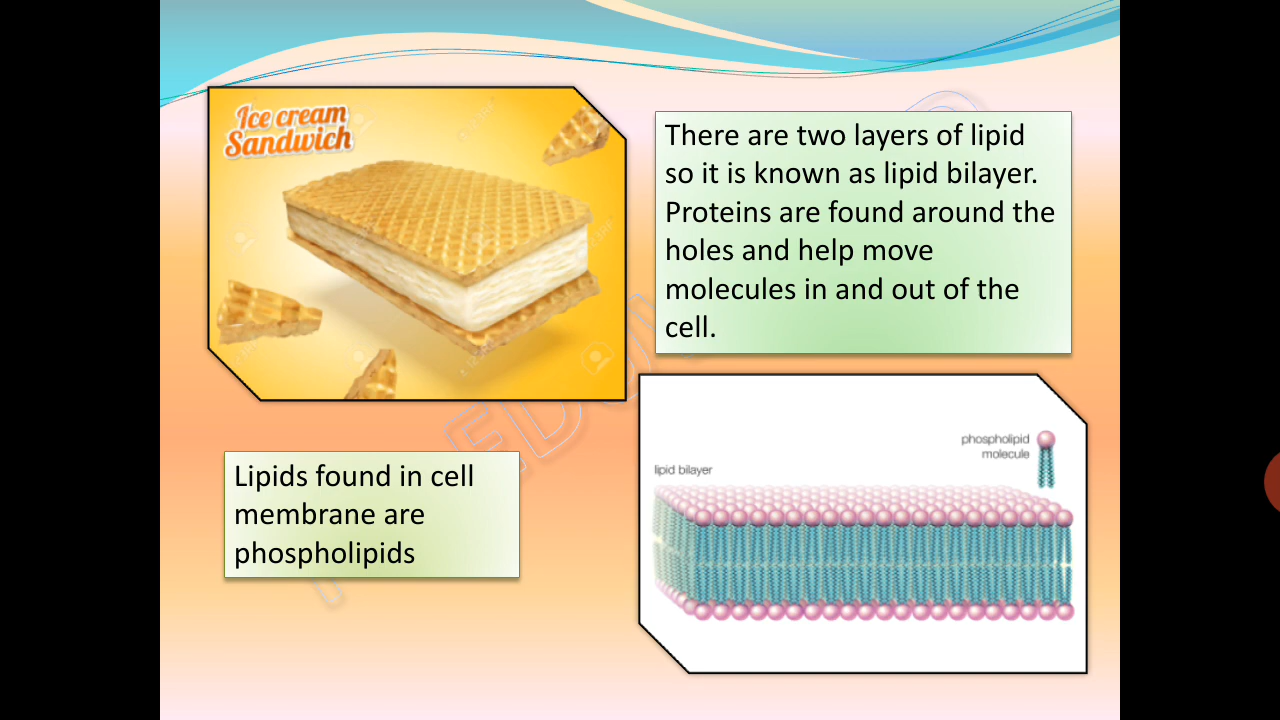 Ice cream
Sandwich
There are two layers of lipid
so it is known as lipid bilayer.
Proteins are found around the
holes and help move
molecules in and out of the
cell.
Lipids found in cell
membrane are
phospholipids
phospholipid
molecule
lipid bilayer